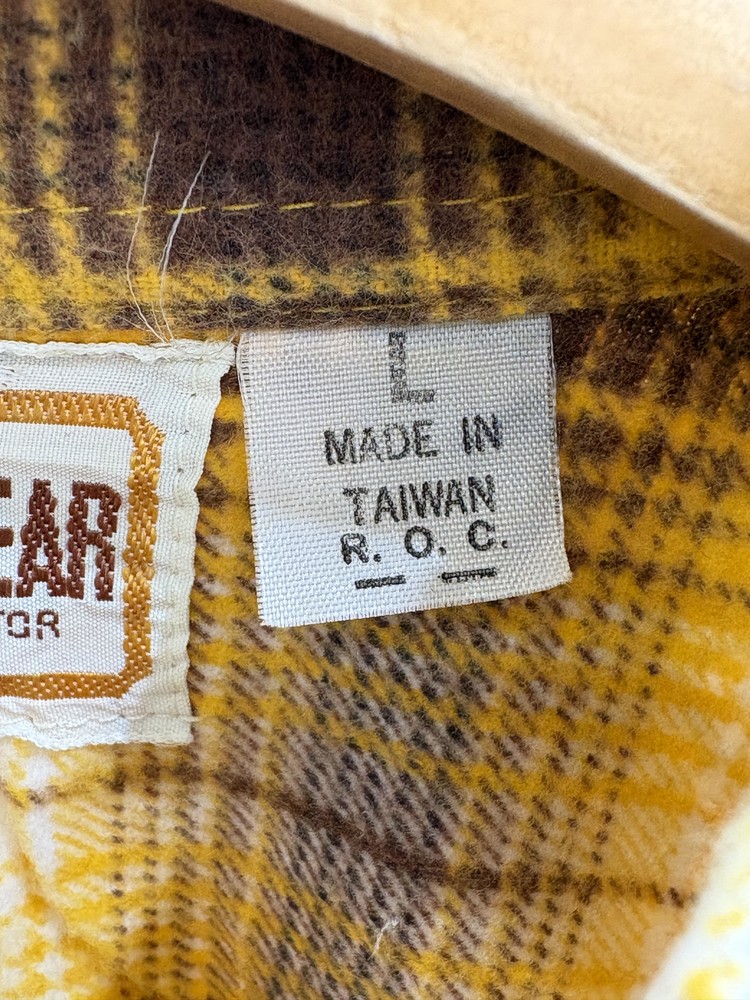 EAR
TOR
L
MADE IN
TAIWAN
R. O. C.